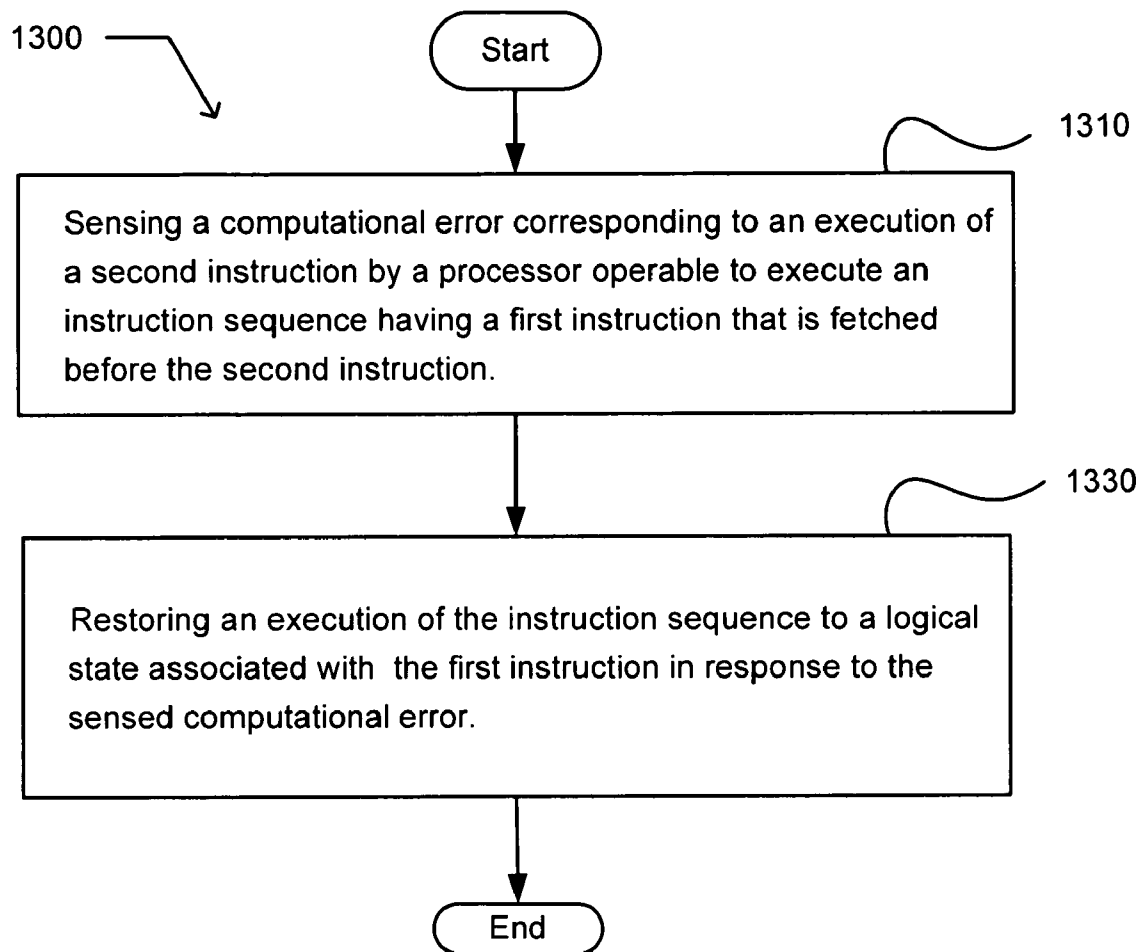 1300
Start
1310
Sensing a computational error corresponding to an execution of
a second instruction by a processor operable to execute an
instruction sequence having a first instruction that is fetched
before the second instruction.
1330
Restoring an execution of the instruction sequence to a logical
state associated with the first instruction in response to the
sensed computational error.
End